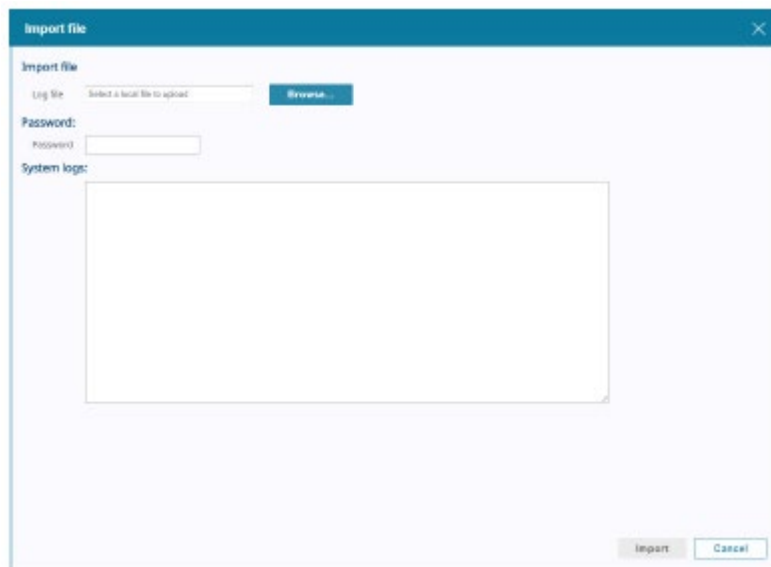 Import file
Import file
Log file Select a local file to upload Browse...
Password:
Password
System logs:
Import Cancel